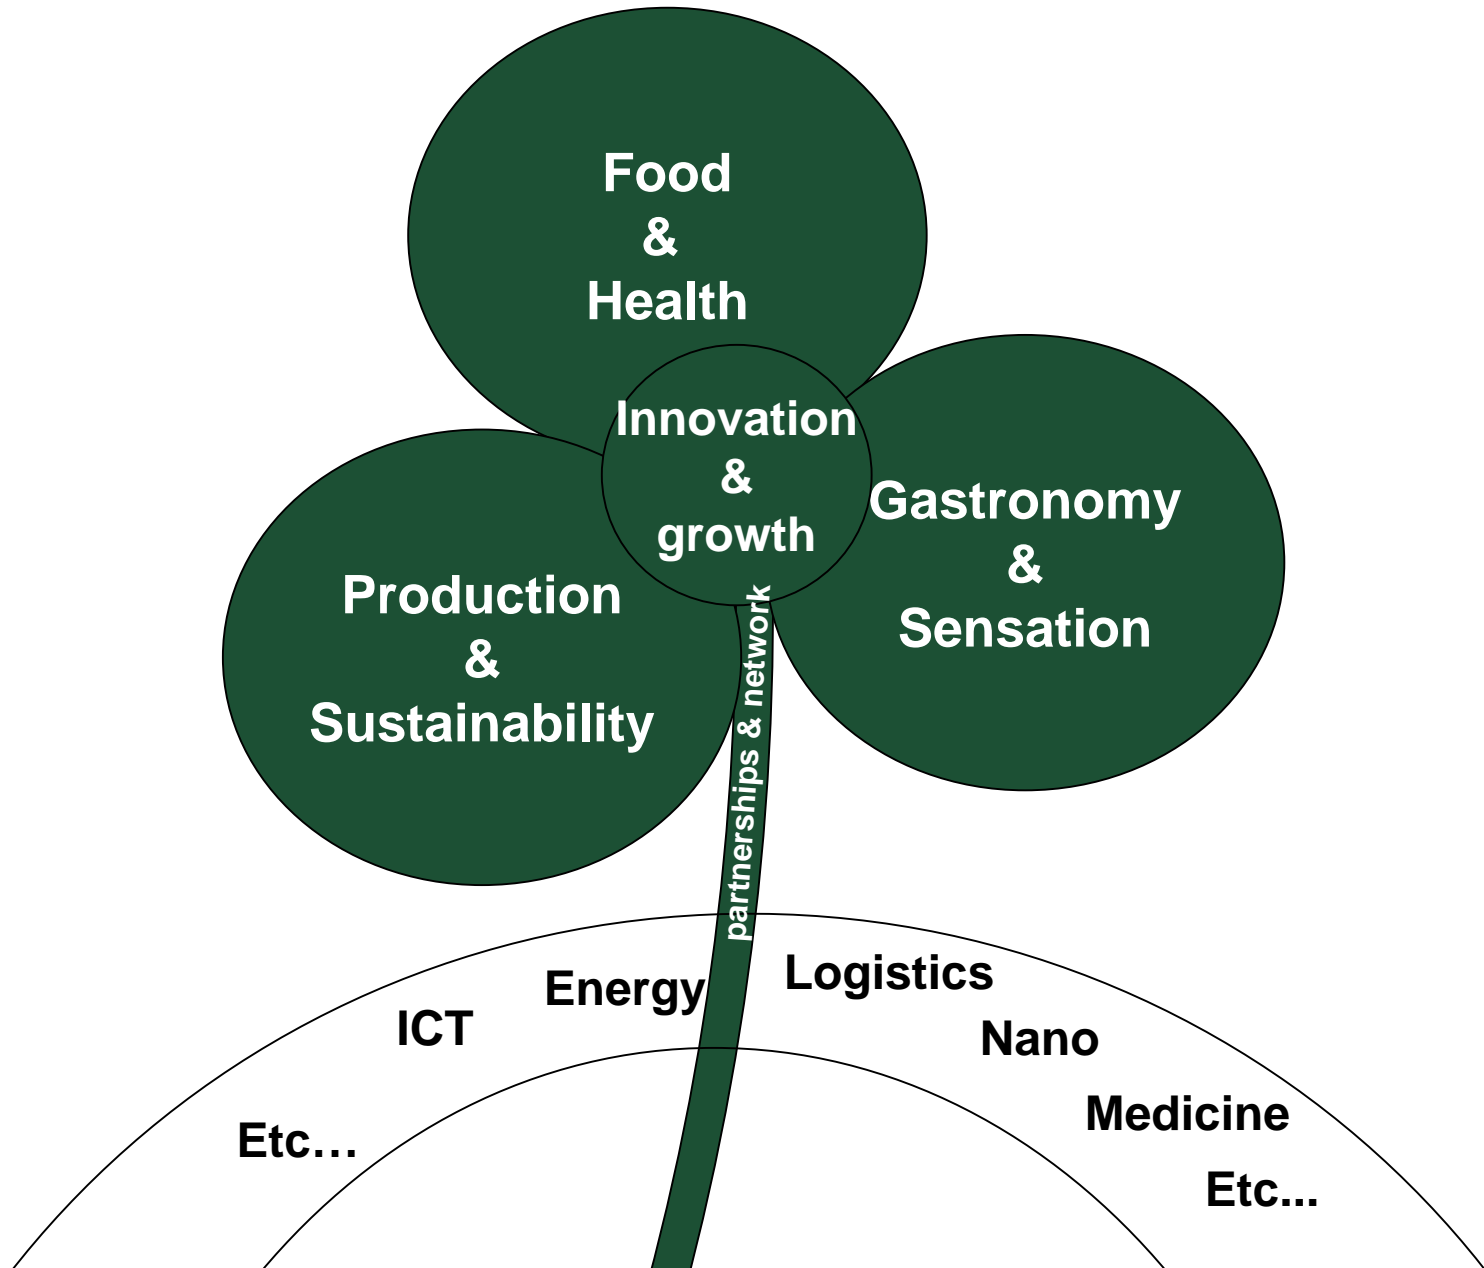 Food
&
Health
Innovation
&
growth
Gastronomy
&
Sensation
Production
&
Sustainability
partnerships & network
Energy
Logistics
ICT
Nano
Medicine
Etc…
Etc...